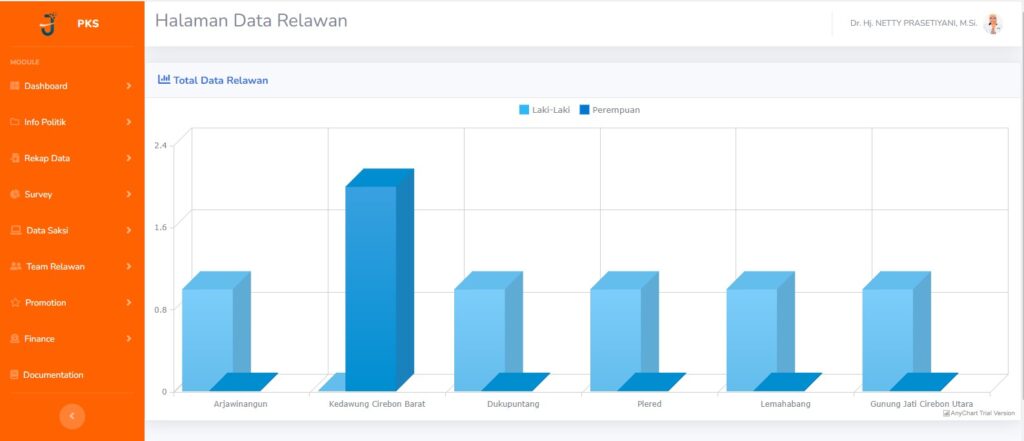 PKS
Halaman Data Relawan
Dr. Hj. NETTY PRASETIYANI, M.Si.
MODULE
Dashboard
Info Politik
Rekap Data
Survey
Data Saksi
Team Relawan
Promotion
Finance
Documentation
Total Data Relawan
Laki-Laki Perempuan
2.4
1.6
0.8
0
Arjawinangun Kedawung Cirebon Barat Dukupuntang Plered Lemahabang Gunung Jati Cirebon Utara
AnyChart Trial Version